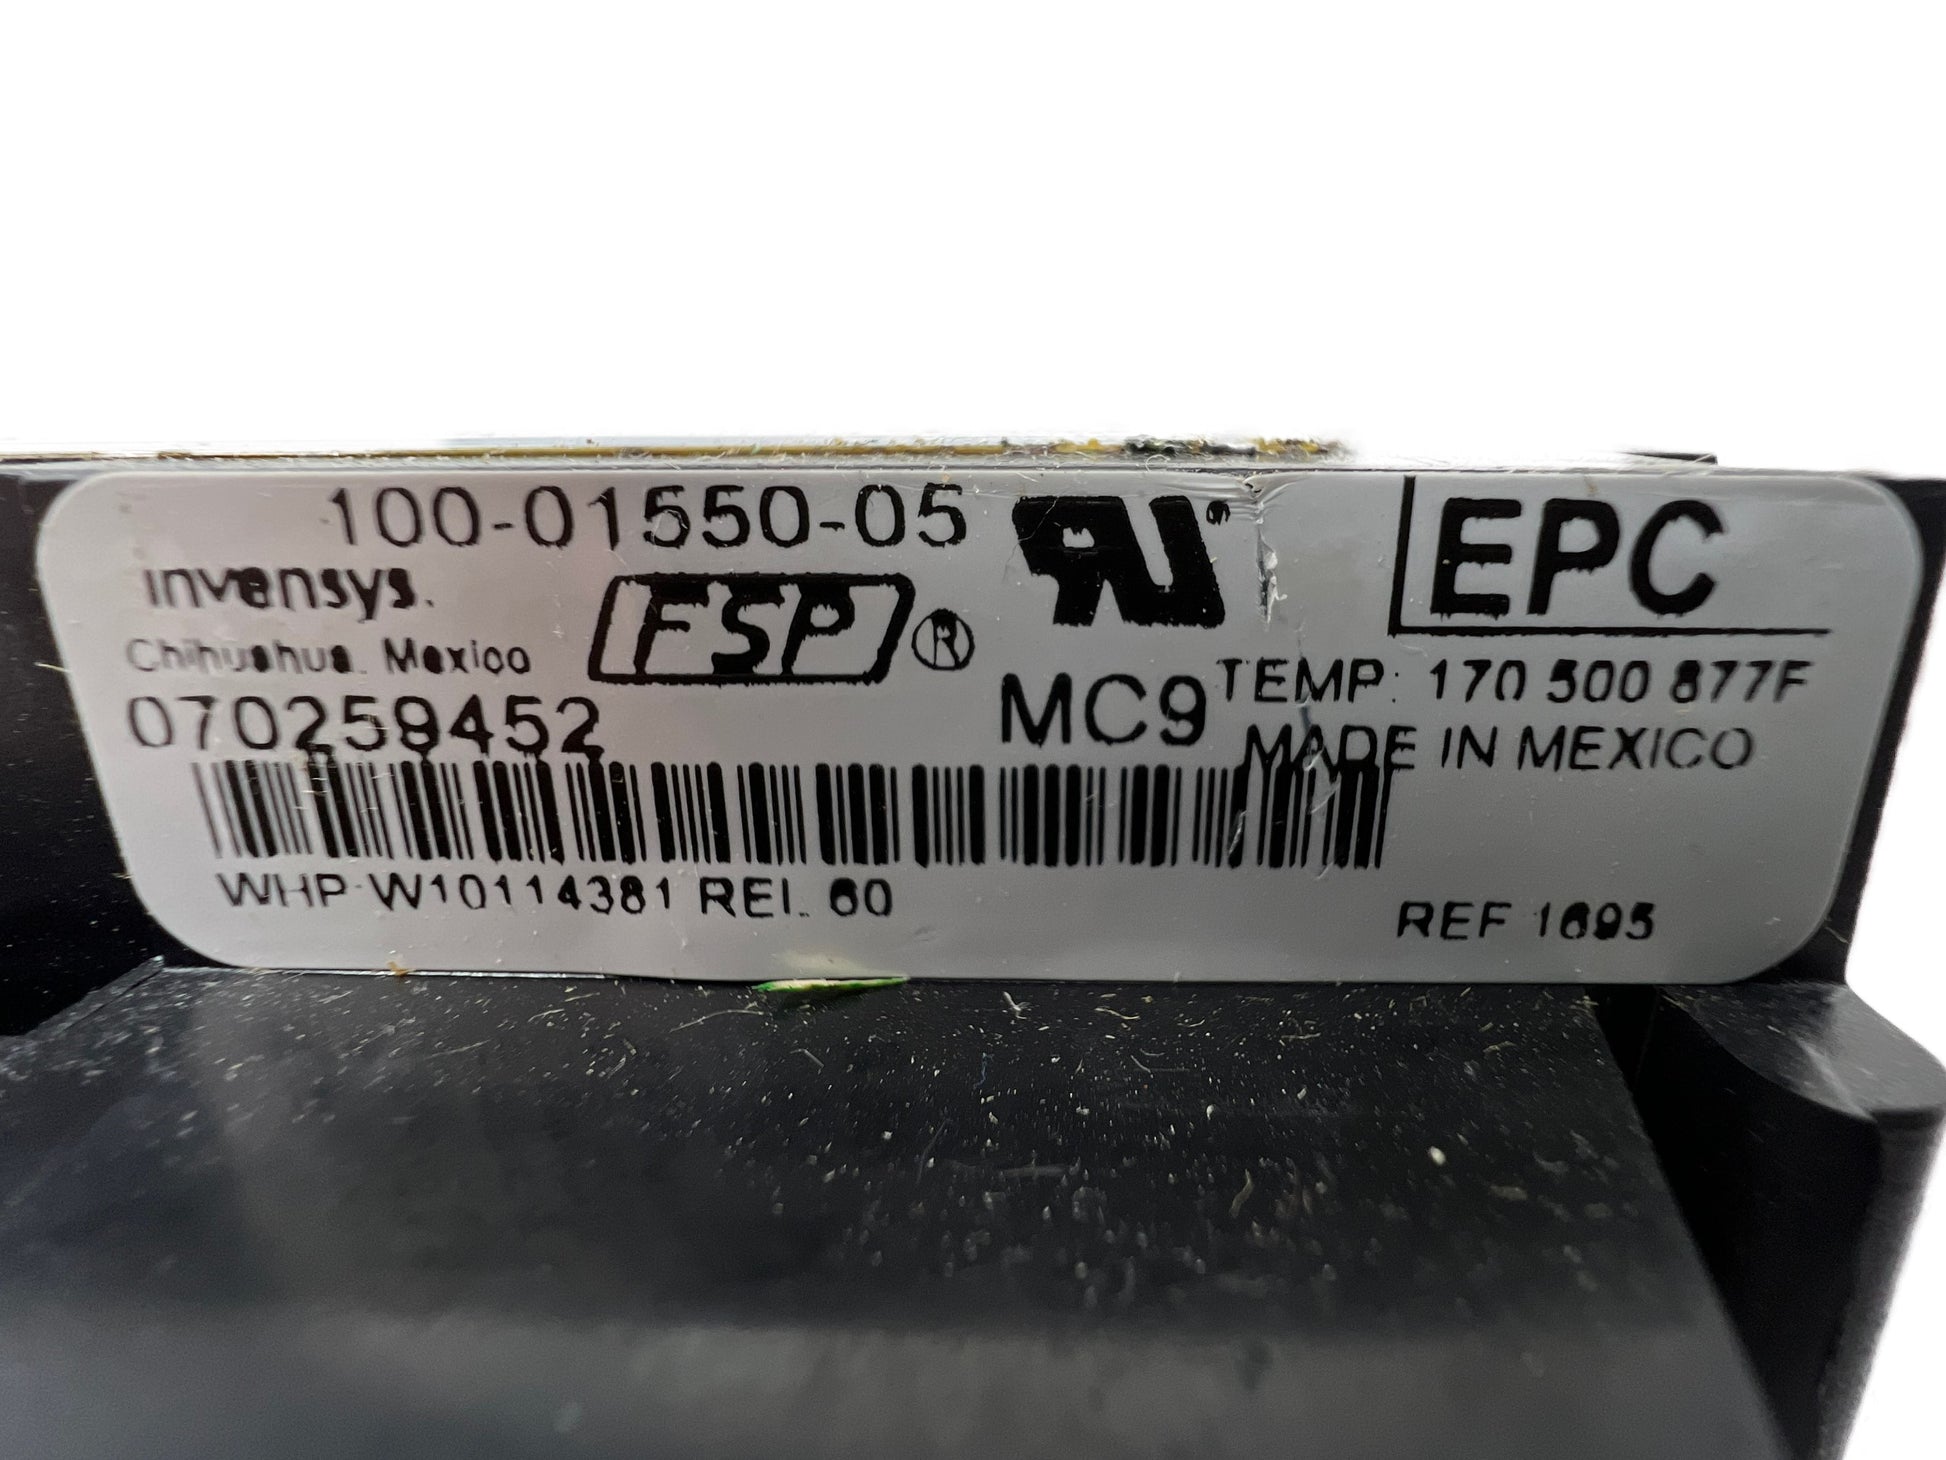 100-01550-05
invensys.
Chihuahua. Mexico
FSP ®
EPC
070259452
MC9
TEMP: 170 500 877F
MADE IN MEXICO
WHP-W10114381 REL. 60
REF 1695